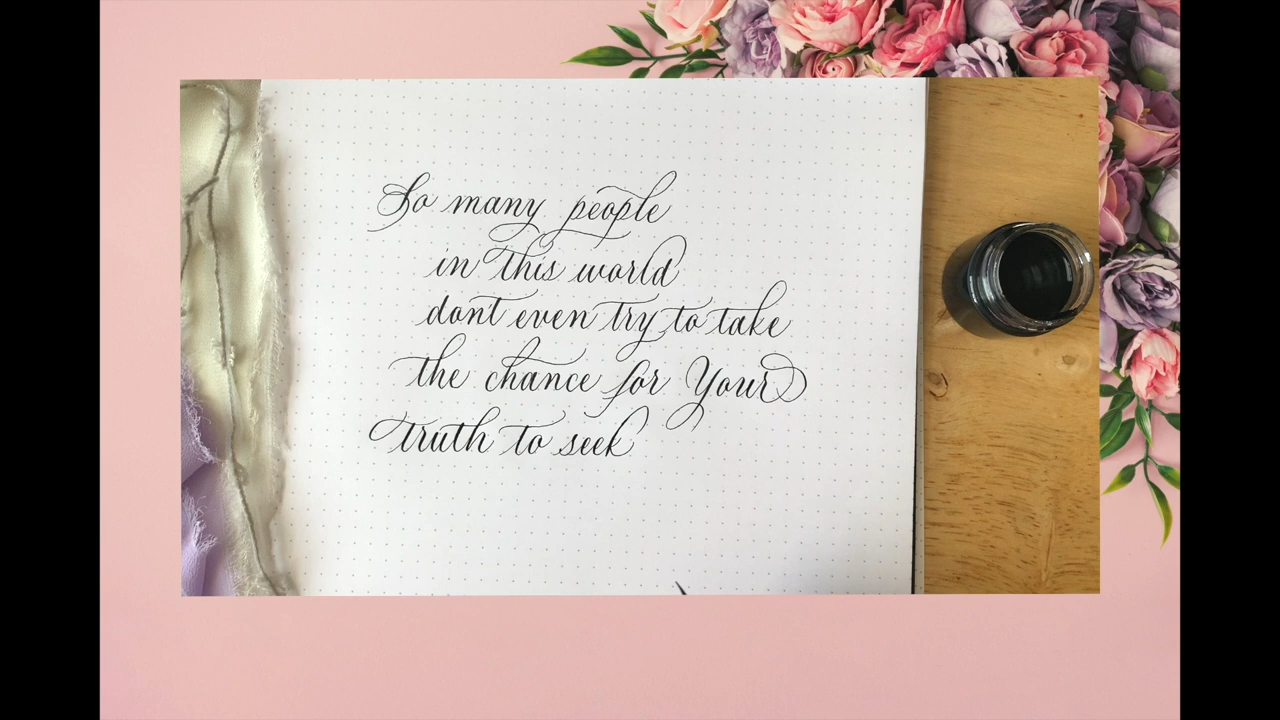 So many people
in this world
dont even try to take
the chance for Your
truth to seek